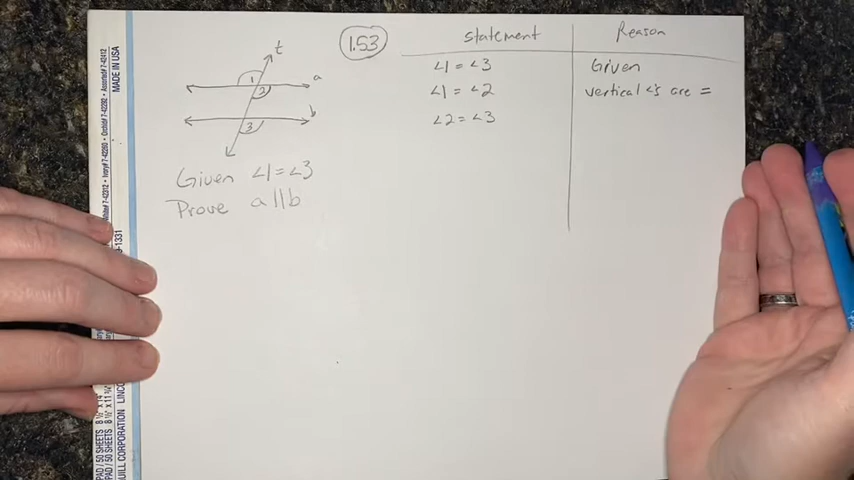 MADE IN USA
1.53
statement
Reason
t
1
a
2
b
3
∠1 = ∠3
Given
∠1 = ∠2
vertical ∠'s are =
∠2 = ∠3
Given ∠1 = ∠3
Prove a || b